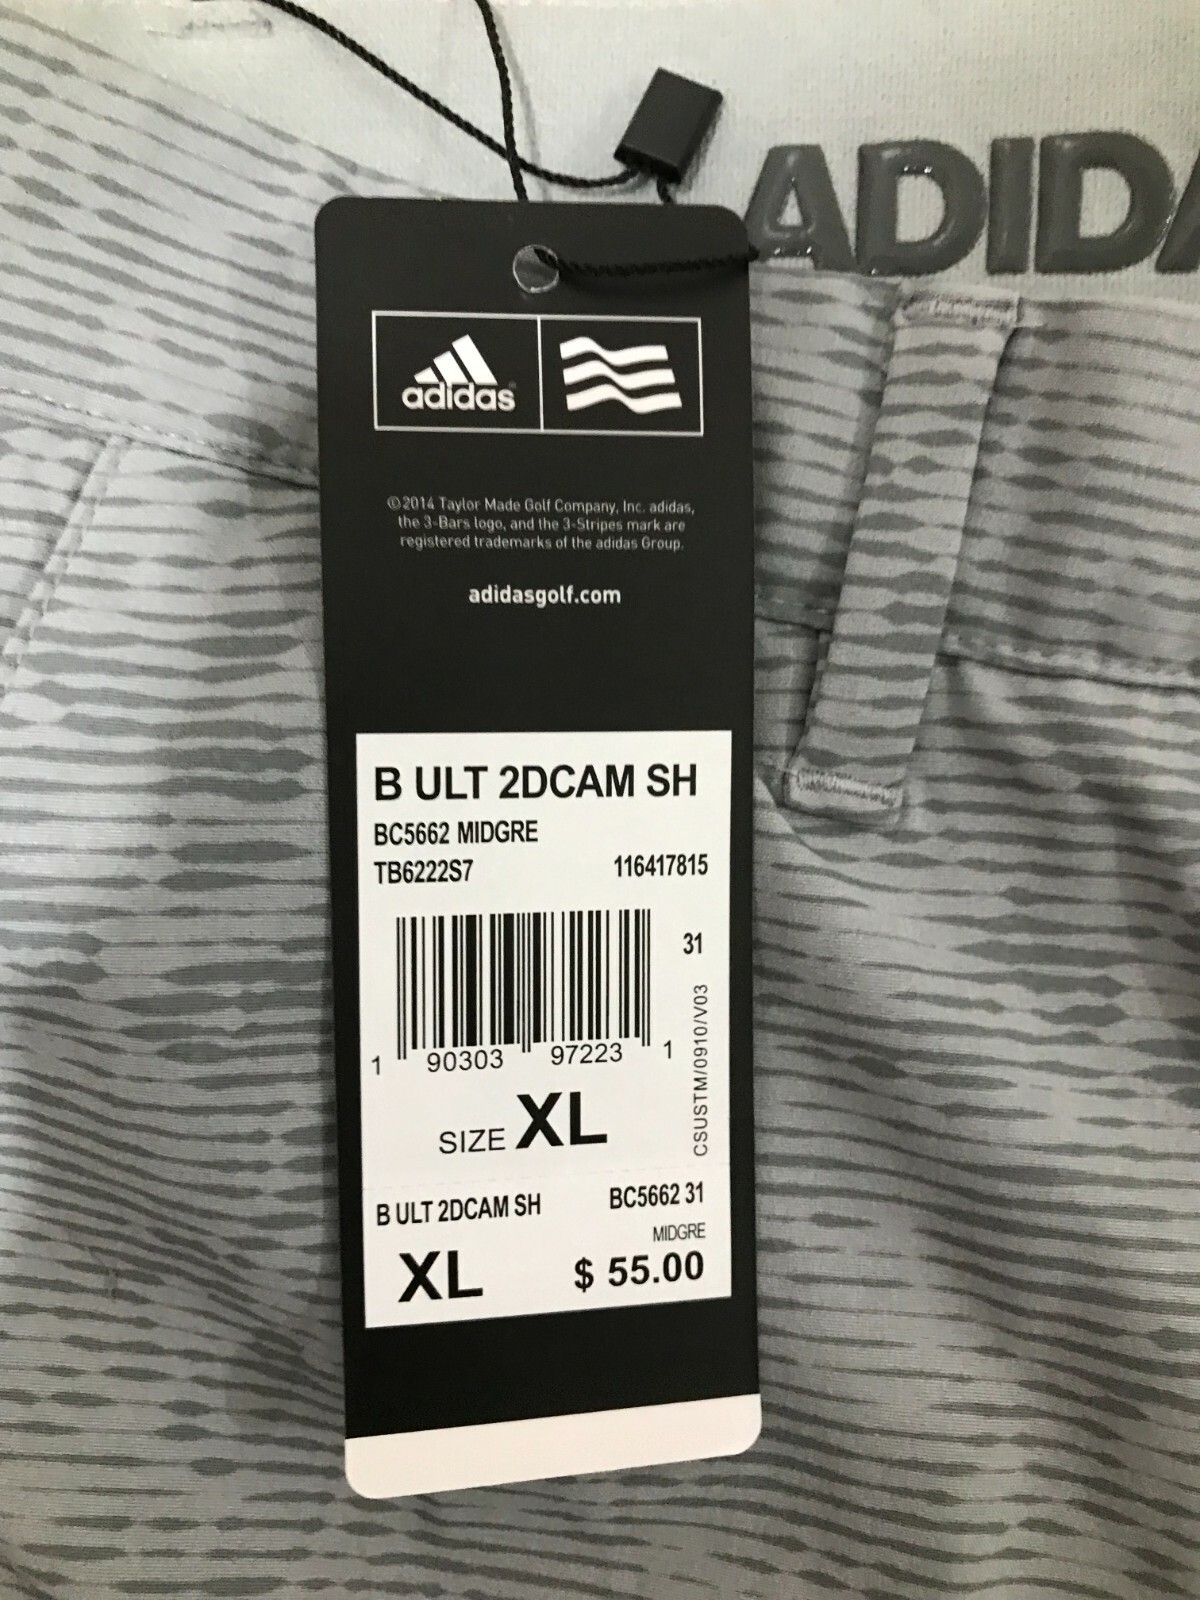 ADIDA
adidas®
©2014 Taylor Made Golf Company, Inc. adidas,
the 3-Bars logo, and the 3-Stripes mark are
registered trademarks of the adidas Group.
adidasgolf.com
B ULT 2DCAM SH
BC5662 MIDGRE
TB6222S7 116417815
31
1 90303 97223 1
CSUSTM/0910/V03
SIZE XL
B ULT 2DCAM SH BC5662 31
MIDGRE
XL $ 55.00